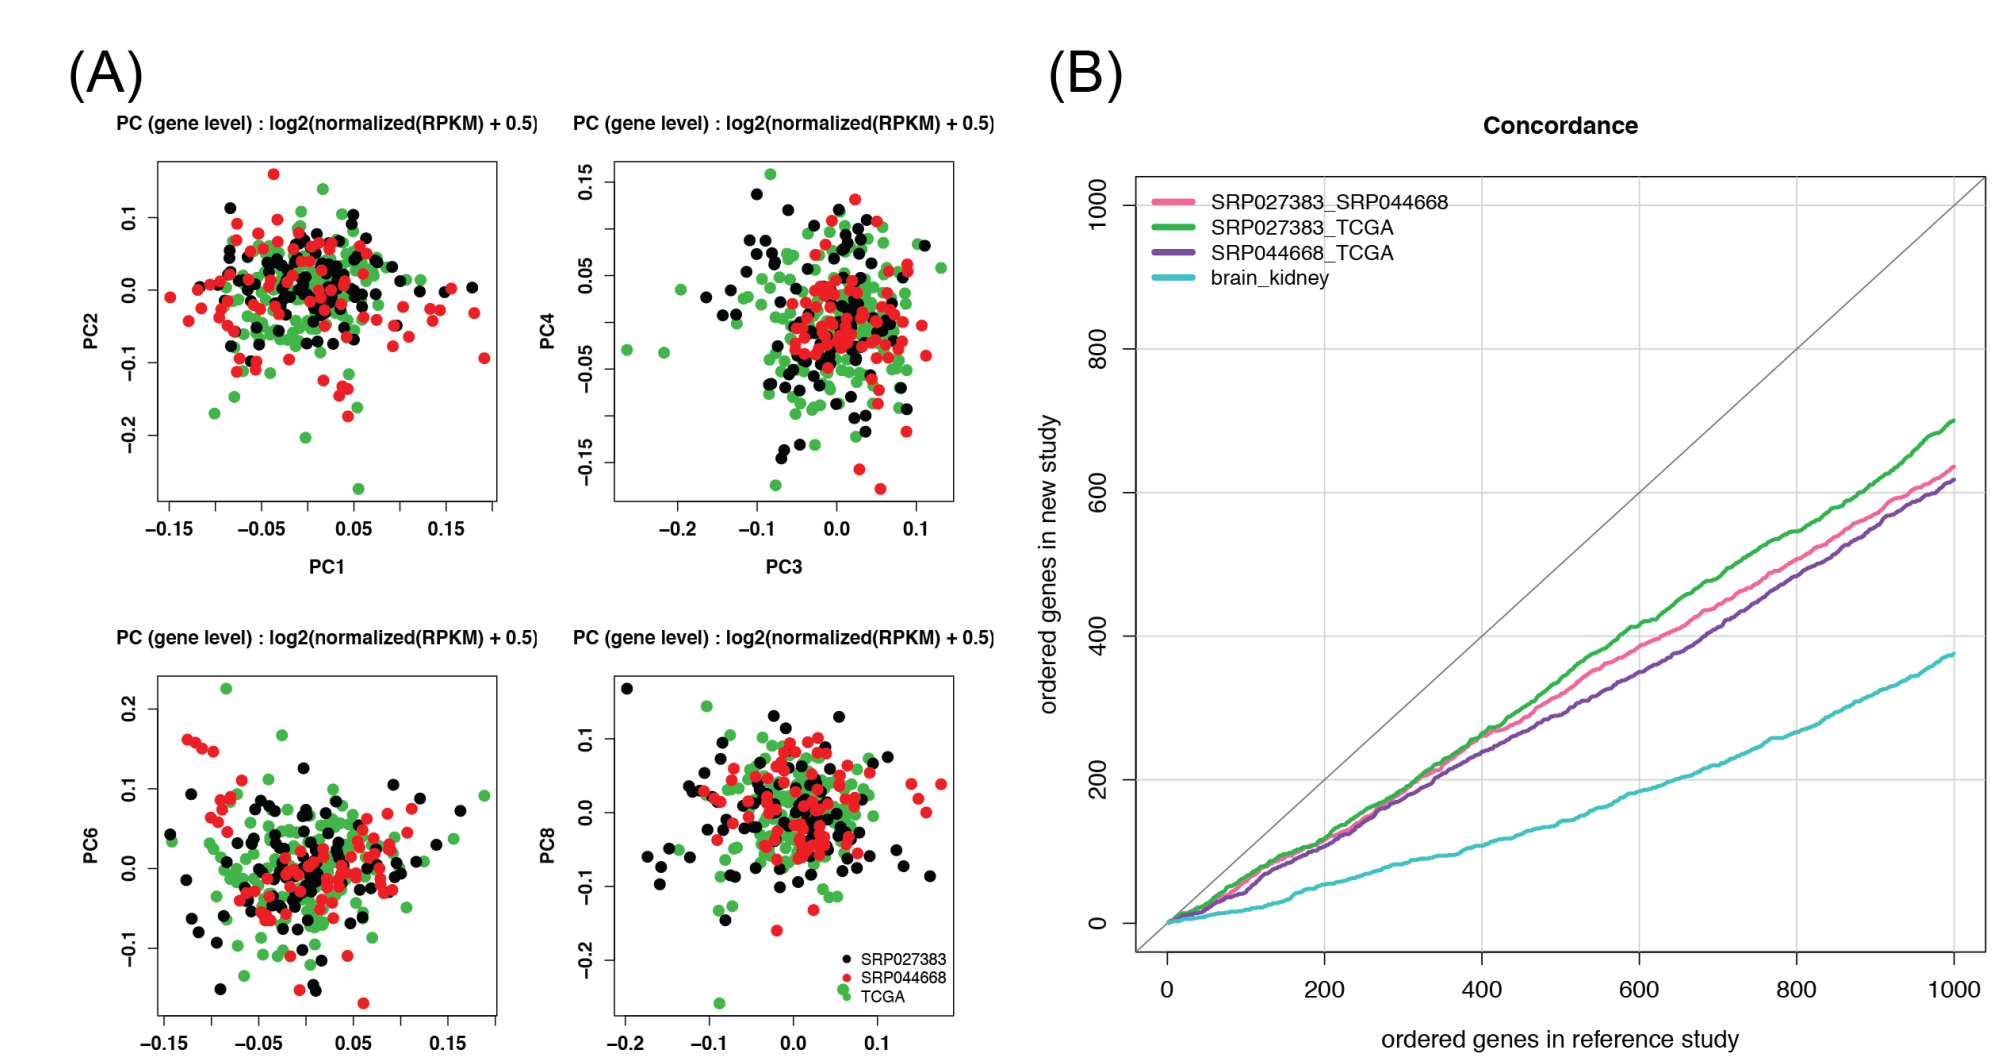 (A)
(B)
PC (gene level) : log2(normalized(RPKM) + 0.5)
PC2
0.1
0.0
−0.1
−0.2
−0.15
−0.05
0.05
0.15
PC1
PC (gene level) : log2(normalized(RPKM) + 0.5)
PC4
0.15
0.05
−0.05
−0.15
−0.2
−0.1
0.0
0.1
PC3
PC (gene level) : log2(normalized(RPKM) + 0.5)
PC6
0.2
0.1
0.0
−0.1
−0.15
−0.05
0.05
0.15
PC (gene level) : log2(normalized(RPKM) + 0.5)
PC8
0.1
0.0
−0.1
−0.2
SRP027383
SRP044668
TCGA
−0.2
−0.1
0.0
0.1
Concordance
SRP027383_SRP044668
SRP027383_TCGA
SRP044668_TCGA
brain_kidney
ordered genes in new study
1000
800
600
400
200
0
0
200
400
600
800
1000
ordered genes in reference study